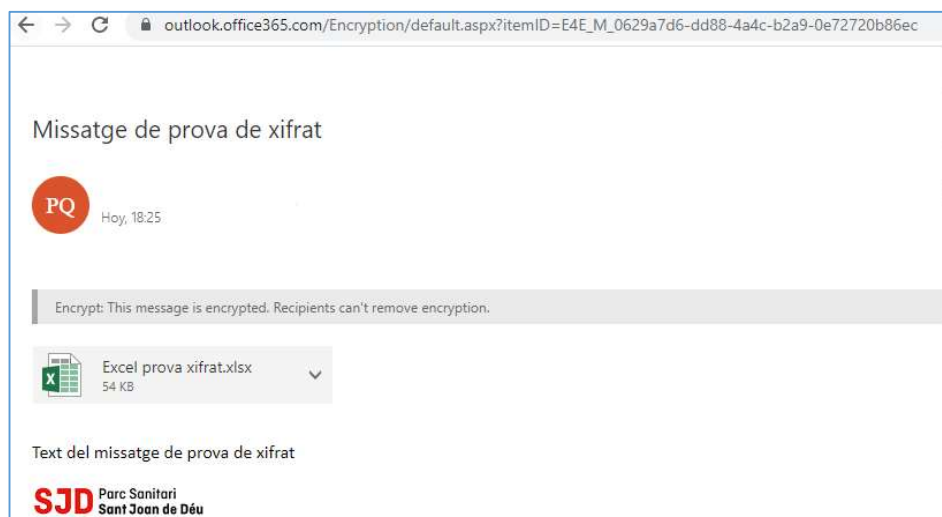 outlook.office365.com/Encryption/default.aspx?itemID=E4E_M_0629a7d6-dd88-4a4c-b2a9-0e72720b86ec
Missatge de prova de xifrat
PQ
Hoy, 18:25
Encrypt: This message is encrypted. Recipients can't remove encryption.
Excel prova xifrat.xlsx
54 KB
Text del missatge de prova de xifrat
SJD Parc Sanitari
Sant Joan de Déu